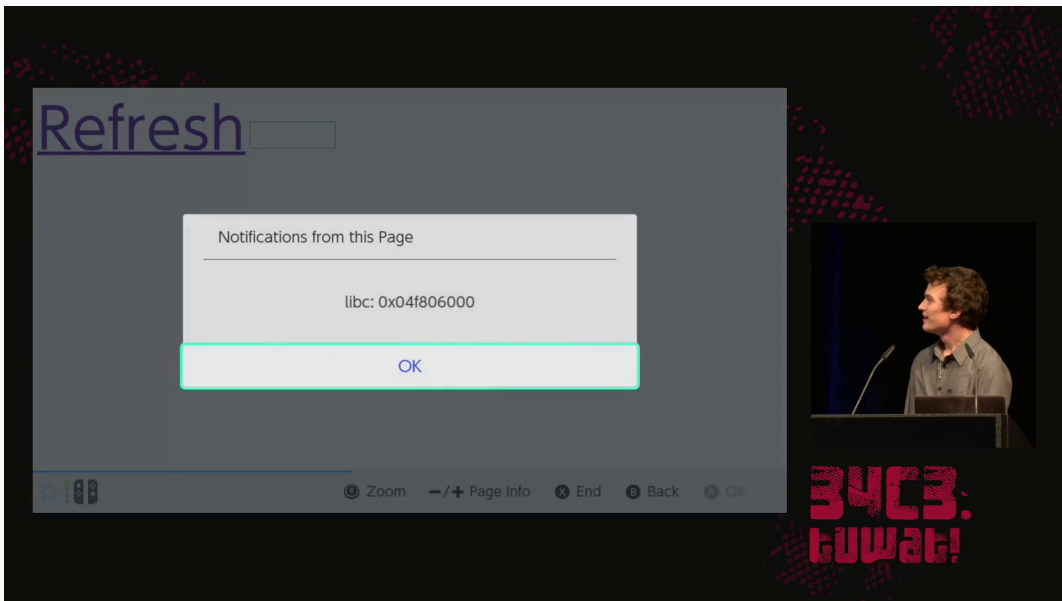 Refresh
Notifications from this Page
libc: 0x04f806000
OK
Zoom
−/+ Page Info
X End
B Back
A OK
34C3.
tuwat!